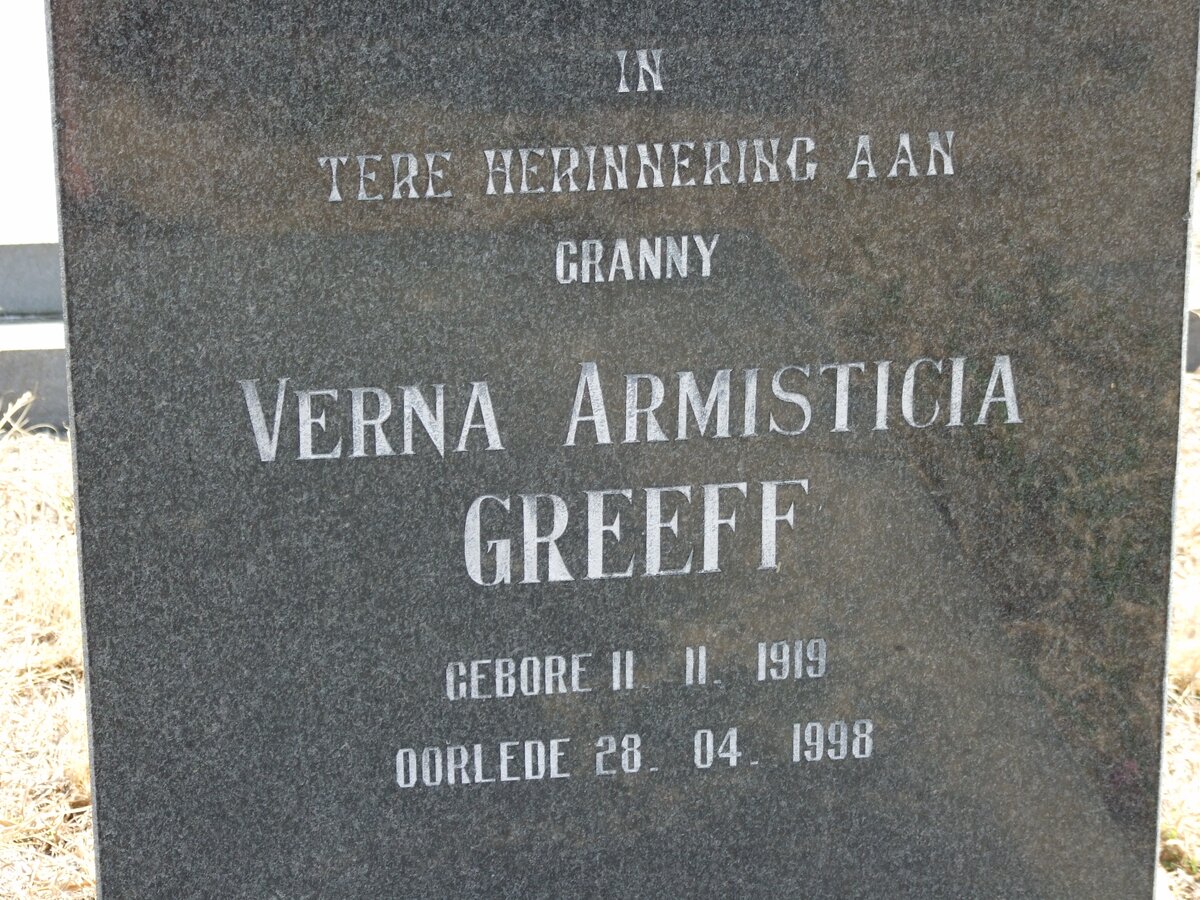 IN
TERE HERINNERING AAN
GRANNY
VERNA ARMISTICIA
GREEFF
GEBORE 11. 11. 1919
OORLEDE 28. 04. 1998